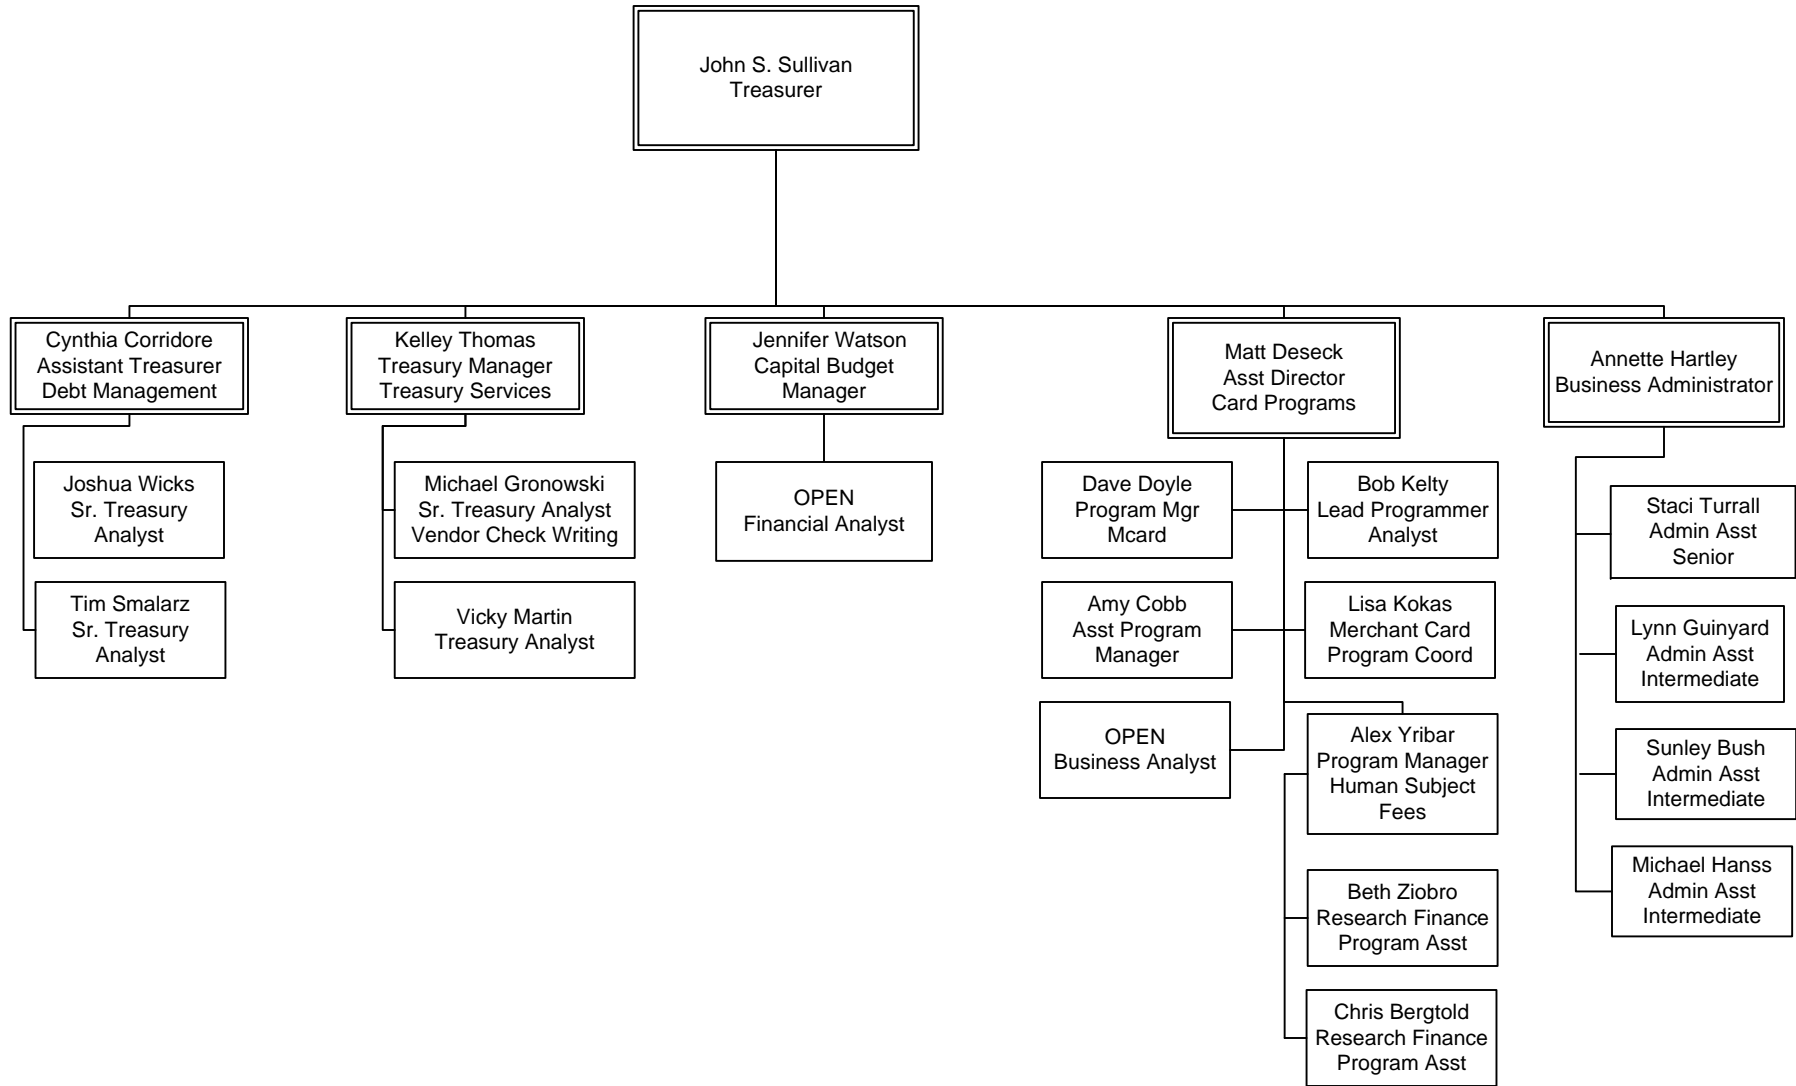 John S. Sullivan
Treasurer
Cynthia Corridore
Assistant Treasurer
Debt Management
Kelley Thomas
Treasury Manager
Treasury Services
Jennifer Watson
Capital Budget
Manager
Matt Deseck
Asst Director
Card Programs
Annette Hartley
Business Administrator
Joshua Wicks
Sr. Treasury
Analyst
Tim Smalarz
Sr. Treasury
Analyst
Michael Gronowski
Sr. Treasury Analyst
Vendor Check Writing
Vicky Martin
Treasury Analyst
OPEN
Financial Analyst
Dave Doyle
Program Mgr
Mcard
Bob Kelty
Lead Programmer
Analyst
Amy Cobb
Asst Program
Manager
Lisa Kokas
Merchant Card
Program Coord
OPEN
Business Analyst
Alex Yribar
Program Manager
Human Subject
Fees
Beth Ziobro
Research Finance
Program Asst
Chris Bergtold
Research Finance
Program Asst
Staci Turrall
Admin Asst
Senior
Lynn Guinyard
Admin Asst
Intermediate
Sunley Bush
Admin Asst
Intermediate
Michael Hanss
Admin Asst
Intermediate